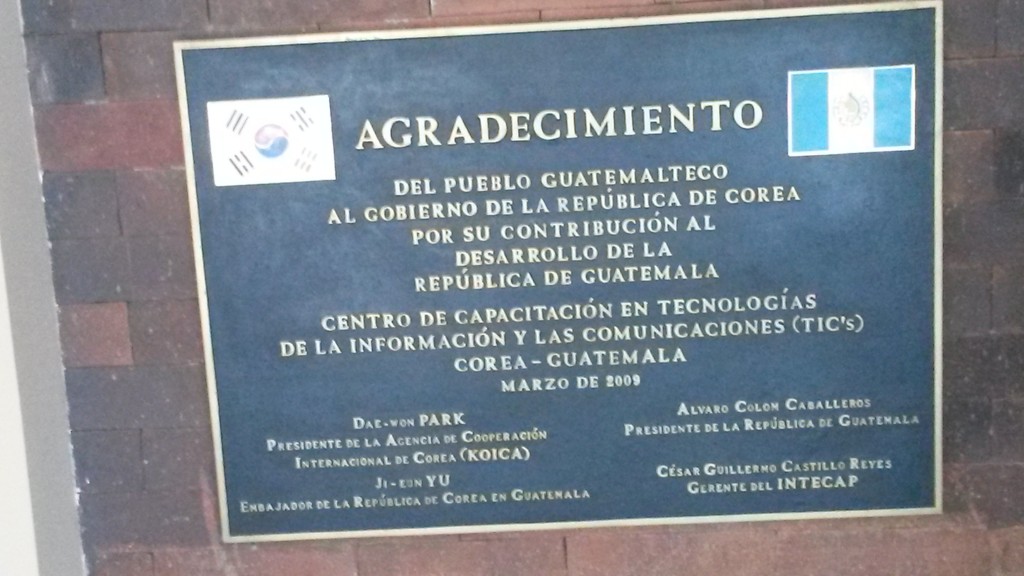 AGRADECIMIENTO
DEL PUEBLO GUATEMALTECO
AL GOBIERNO DE LA REPÚBLICA DE COREA
POR SU CONTRIBUCIÓN AL
DESARROLLO DE LA
REPÚBLICA DE GUATEMALA
CENTRO DE CAPACITACIÓN EN TECNOLOGÍAS
DE LA INFORMACIÓN Y LAS COMUNICACIONES (TIC's)
COREA - GUATEMALA
MARZO DE 2009
DAE-WON PARK
PRESIDENTE DE LA AGENCIA DE COOPERACIÓN
INTERNACIONAL DE COREA (KOICA)
JI-EUN YU
EMBAJADOR DE LA REPÚBLICA DE COREA EN GUATEMALA
ALVARO COLOM CABALLEROS
PRESIDENTE DE LA REPÚBLICA DE GUATEMALA
CÉSAR GUILLERMO CASTILLO REYES
GERENTE DEL INTECAP